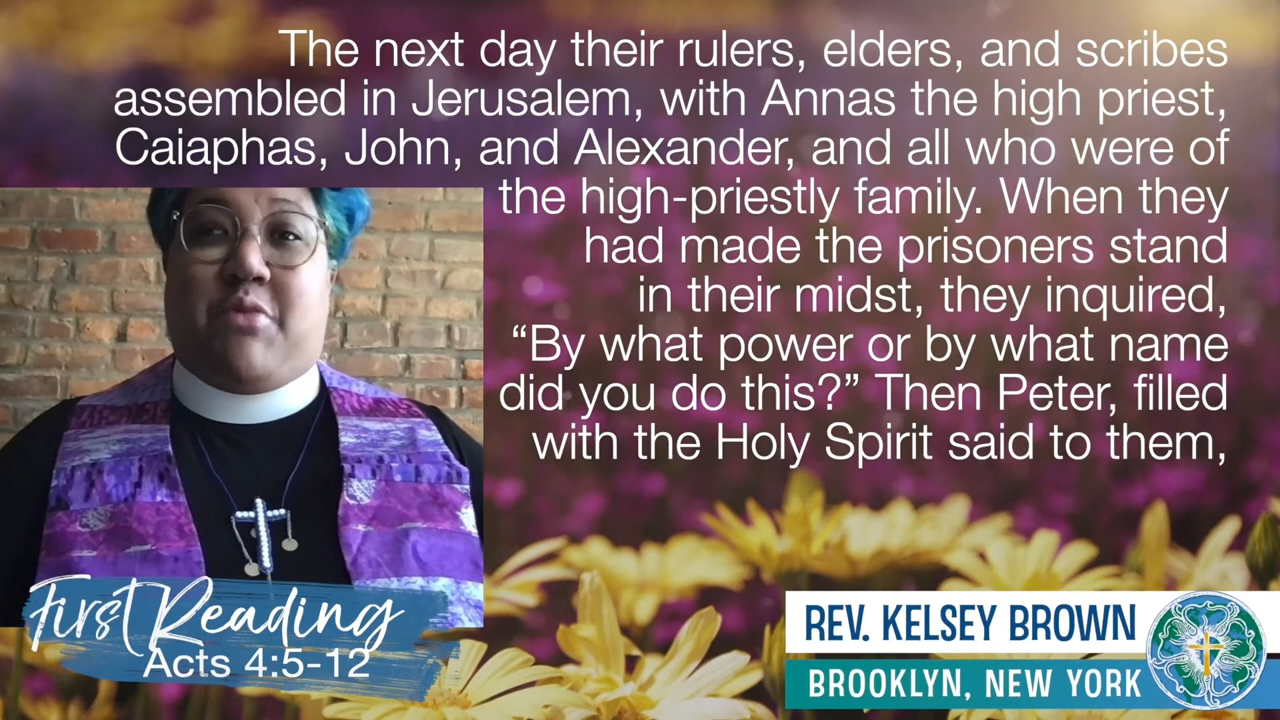 The next day their rulers, elders, and scribes
assembled in Jerusalem, with Annas the high priest,
Caiaphas, John, and Alexander, and all who were of
the high-priestly family. When they
had made the prisoners stand
in their midst, they inquired,
“By what power or by what name
did you do this?” Then Peter, filled
with the Holy Spirit said to them,
First Reading
Acts 4:5-12
REV. KELSEY BROWN
BROOKLYN, NEW YORK